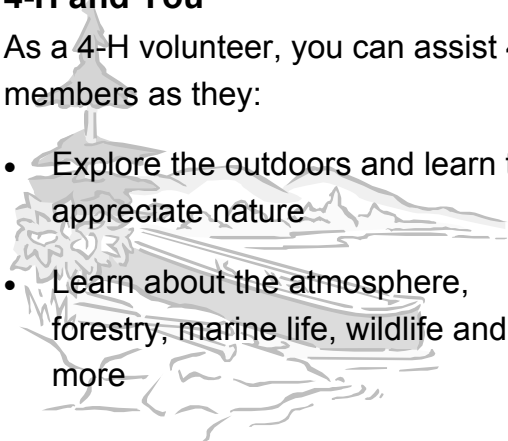 4-H and You
As a 4-H volunteer, you can assist
members as they:
• Explore the outdoors and learn
appreciate nature
• Learn about the atmosphere,
forestry, marine life, wildlife and
more